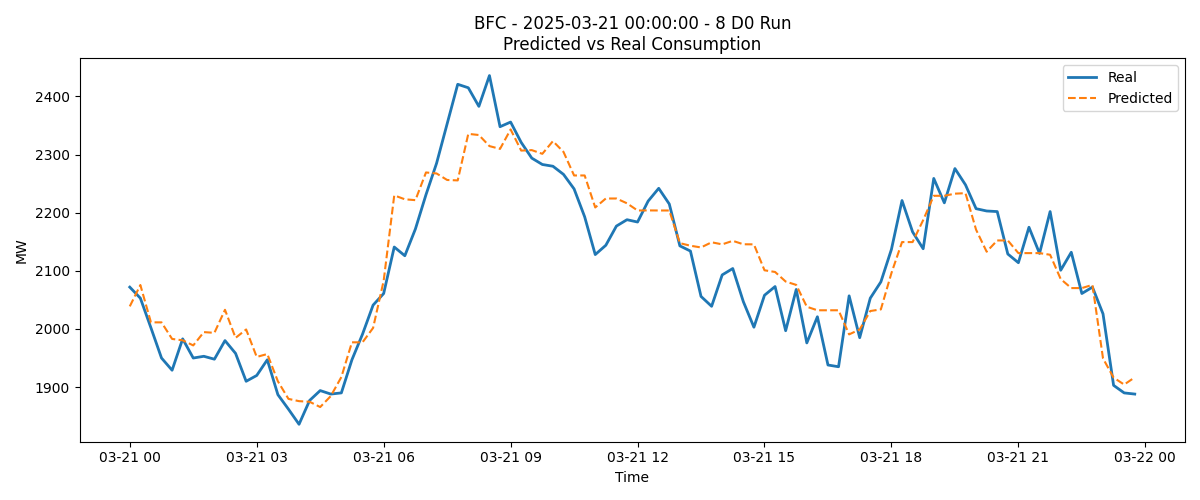 BFC - 2025-03-21 00:00:00 - 8 D0 Run
Predicted vs Real Consumption
Real
Predicted
MW
2400
2300
2200
2100
2000
1900
03-21 00
03-21 03
03-21 06
03-21 09
03-21 12
03-21 15
03-21 18
03-21 21
03-22 00
Time